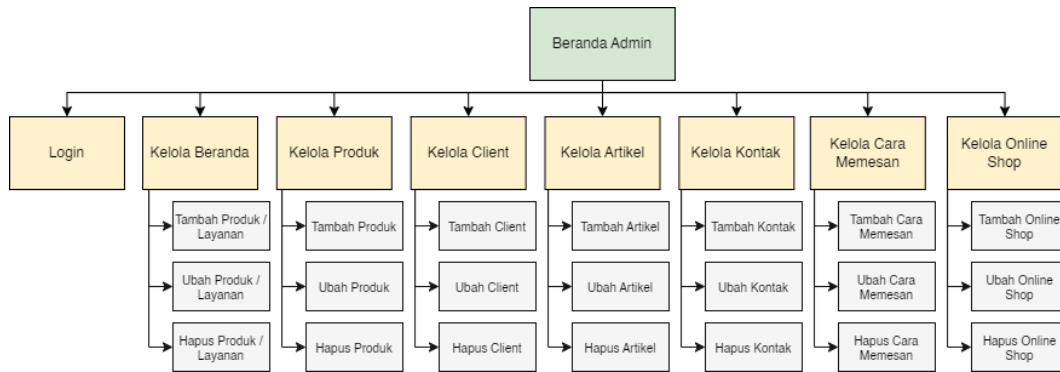 Beranda Admin
Login
Kelola Beranda
Kelola Produk
Kelola Client
Kelola Artikel
Kelola Kontak
Kelola Cara
Memesan
Kelola Online
Shop
Tambah Produk /
Layanan
Tambah Produk
Tambah Client
Tambah Artikel
Tambah Kontak
Tambah Cara
Memesan
Tambah Online
Shop
Ubah Produk /
Layanan
Ubah Produk
Ubah Client
Ubah Artikel
Ubah Kontak
Ubah Cara
Memesan
Ubah Online
Shop
Hapus Produk /
Layanan
Hapus Produk
Hapus Client
Hapus Artikel
Hapus Kontak
Hapus Cara
Memesan
Hapus Online
Shop